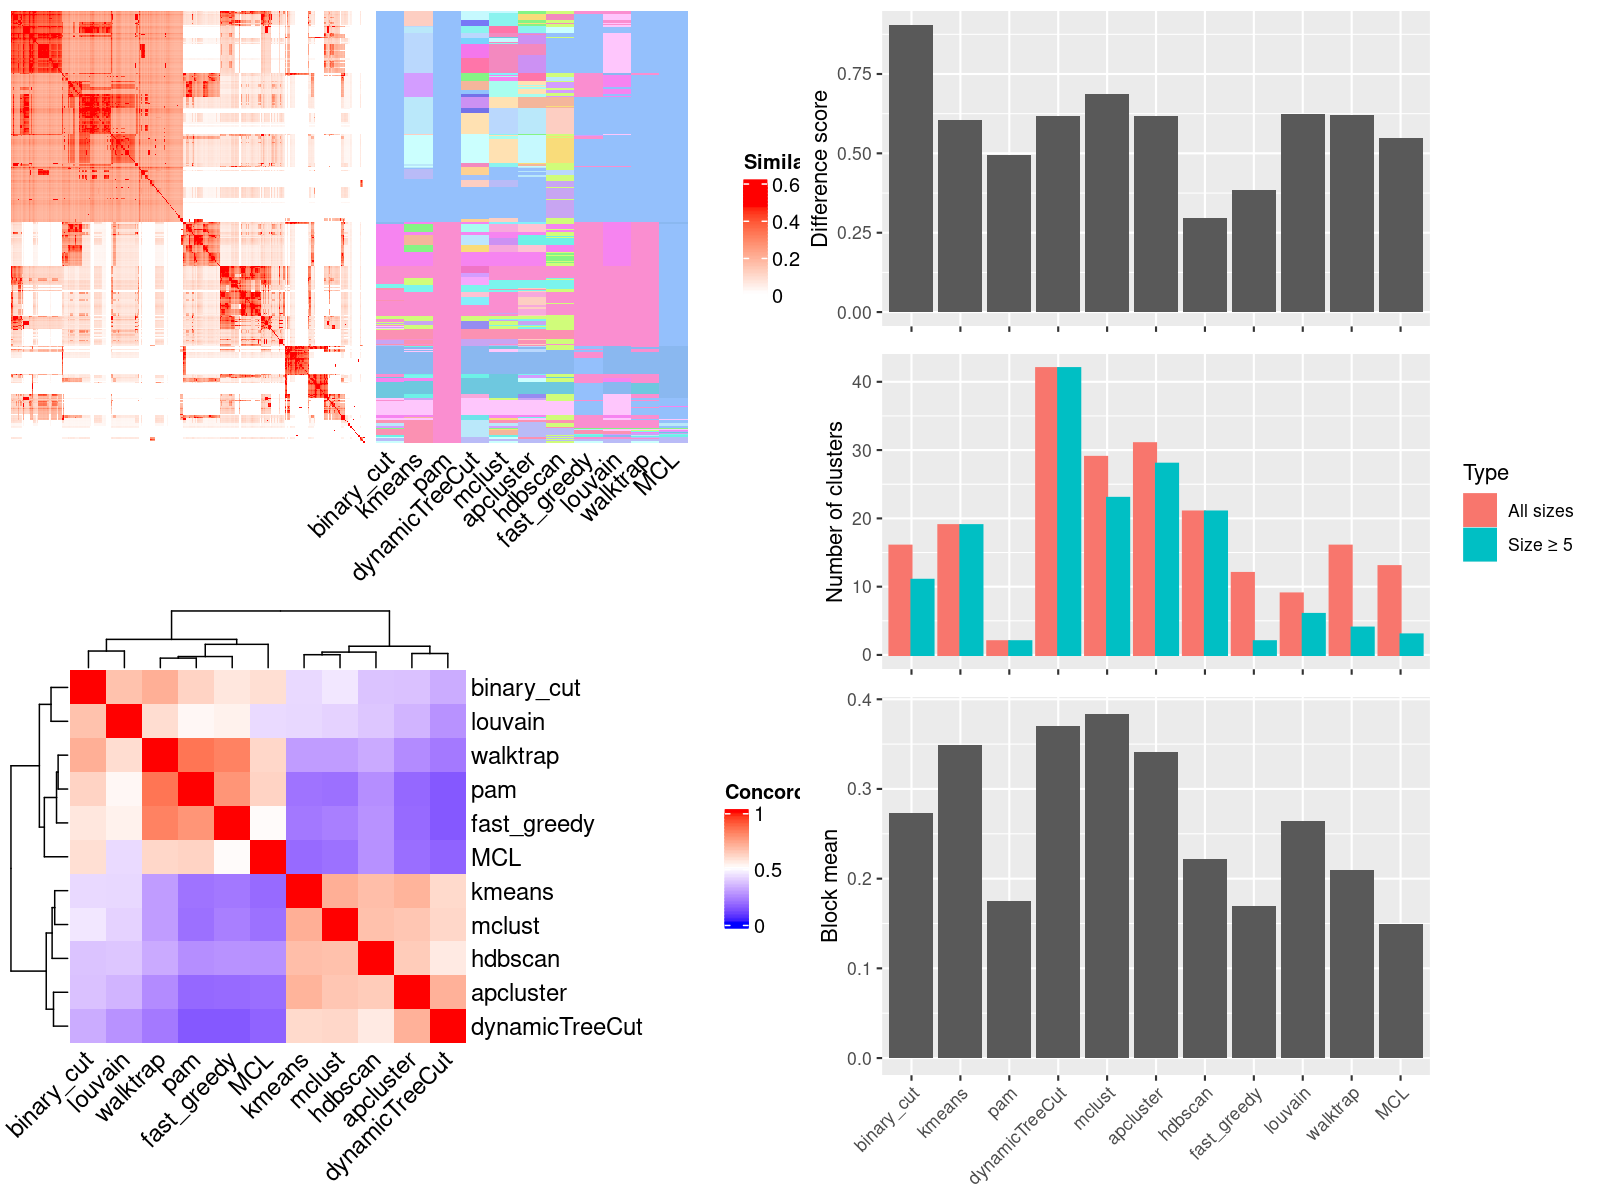 Simila
0.6
0.4
0.2
0
binary_cut
kmeans
pam
dynamicTreeCut
mclust
apcluster
hdbscan
fast_greedy
louvain
walktrap
MCL
binary_cut
louvain
walktrap
pam
fast_greedy
MCL
kmeans
mclust
hdbscan
apcluster
dynamicTreeCut
binary_cut
louvain
walktrap
pam
fast_greedy
MCL
kmeans
mclust
hdbscan
apcluster
dynamicTreeCut
Concord
1
0.5
0
Difference score
0.75
0.50
0.25
0.00
Number of clusters
40
30
20
10
0
Type
All sizes
Size ≥ 5
Block mean
0.4
0.3
0.2
0.1
0.0
binary_cut
kmeans
pam
dynamicTreeCut
mclust
apcluster
hdbscan
fast_greedy
louvain
walktrap
MCL